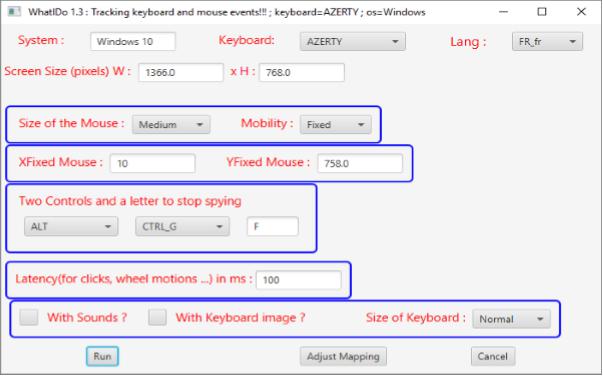 WhatIDo 1.3 : Tracking keyboard and mouse events!!! ; keyboard=AZERTY ; os=Windows
System : Windows 10 Keyboard: AZERTY Lang : FR_fr
Screen Size (pixels) W : 1366.0 x H : 768.0
Size of the Mouse : Medium Mobility : Fixed
XFixed Mouse : 10 YFixed Mouse : 758.0
Two Controls and a letter to stop spying
ALT CTRL_G F
Latency(for clicks, wheel motions ...) in ms : 100
With Sounds ? With Keyboard image ? Size of Keyboard : Normal
Run Adjust Mapping Cancel